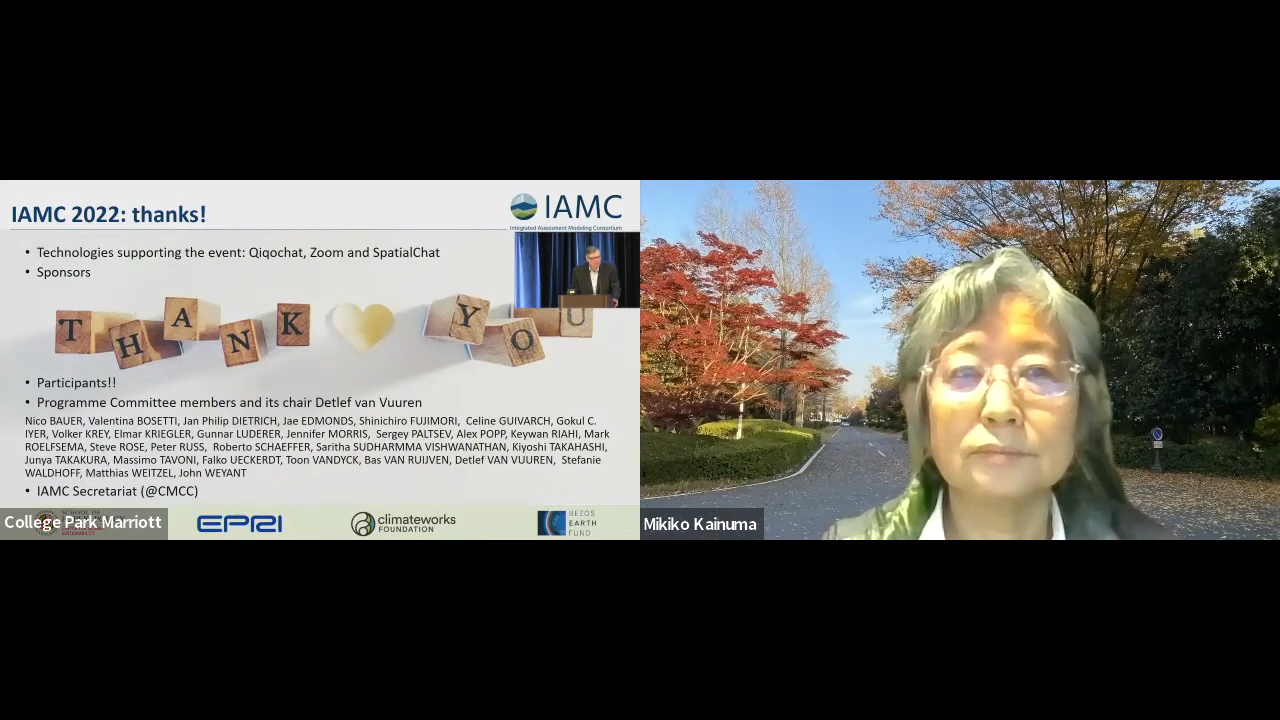 IAMC 2022: thanks!
IAMC
Integrated Assessment Modeling Consortium
• Technologies supporting the event: Qiqochat, Zoom and SpatialChat
• Sponsors
THANK YOU
• Participants!!
• Programme Committee members and its chair Detlef van Vuuren
Nico BAUER, Valentina BOSETTI, Jan Philip DIETRICH, Jae EDMONDS, Shinichiro FUJIMORI, Celine GUIVARCH, Gokul C.
IYER, Volker KREY, Elmar KRIEGLER, Gunnar LUDERER, Jennifer MORRIS, Sergey PALTSEV, Alex POPP, Keywan RIAHI, Mark
ROELFSEMA, Steve ROSE, Peter RUSS, Roberto SCHAEFFER, Saritha SUDHARMMA VISHWANATHAN, Kiyoshi TAKAHASHI,
Junya TAKAKURA, Massimo TAVONI, Falko UECKERDT, Toon VANDYCK, Bas VAN RUIJVEN, Detlef VAN VUUREN, Stefanie
WALDHOFF, Matthias WEITZEL, John WEYANT
• IAMC Secretariat (@CMCC)
SCHOOL OF
College Park Marriott
SUSTAINABILITY
EPRI
climateworks
FOUNDATION
BEZOS
EARTH
FUND
Mikiko Kainuma